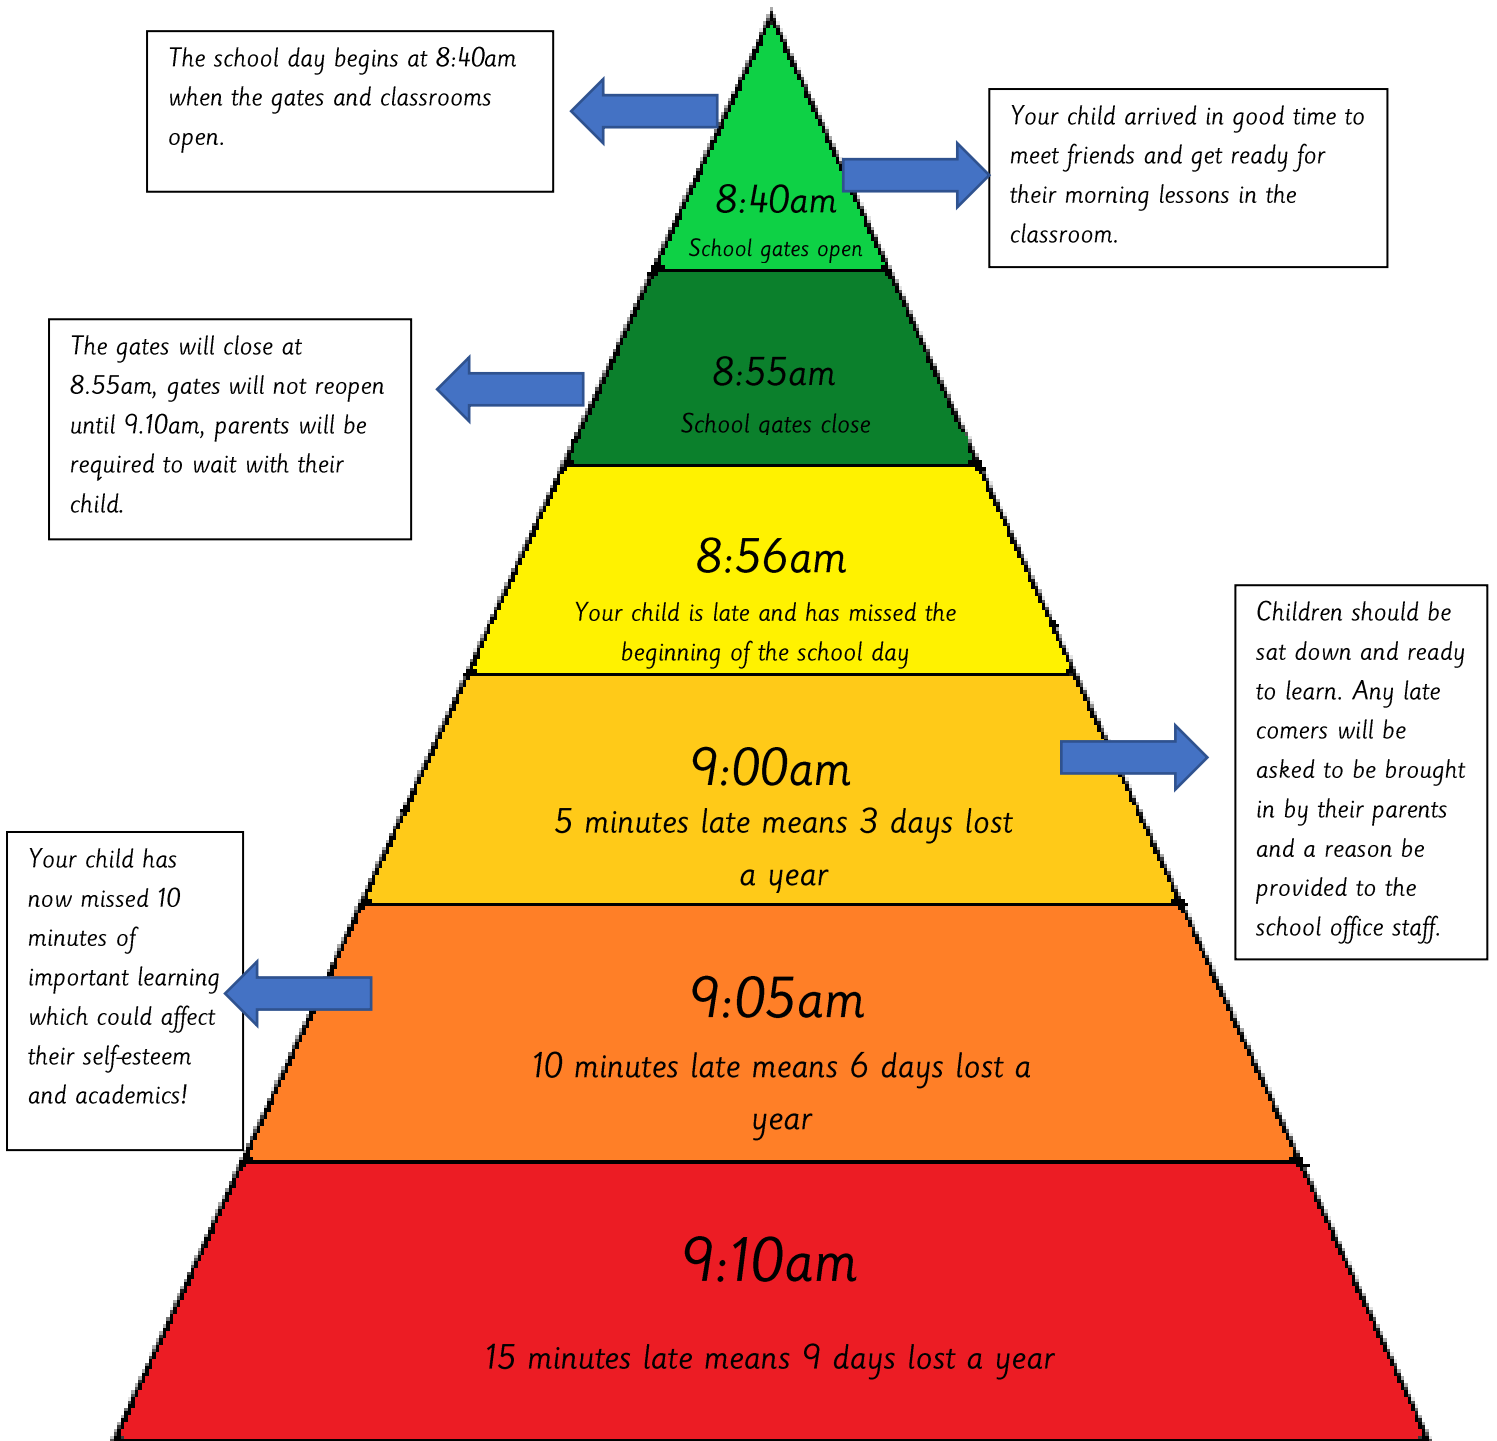 The school day begins at 8:40am
when the gates and classrooms
open.
Your child arrived in good time to
meet friends and get ready for
their morning lessons in the
classroom.
8:40am
School gates open
The gates will close at
8.55am, gates will not reopen
until 9.10am, parents will be
required to wait with their
child.
8:55am
School gates close
8:56am
Your child is late and has missed the
beginning of the school day
Children should be
sat down and ready
to learn. Any late
comers will be
asked to be brought
in by their parents
and a reason be
provided to the
school office staff.
9:00am
5 minutes late means 3 days lost
a year
Your child has
now missed 10
minutes of
important learning
which could affect
their self-esteem
and academics!
9:05am
10 minutes late means 6 days lost a
year
9:10am
15 minutes late means 9 days lost a year